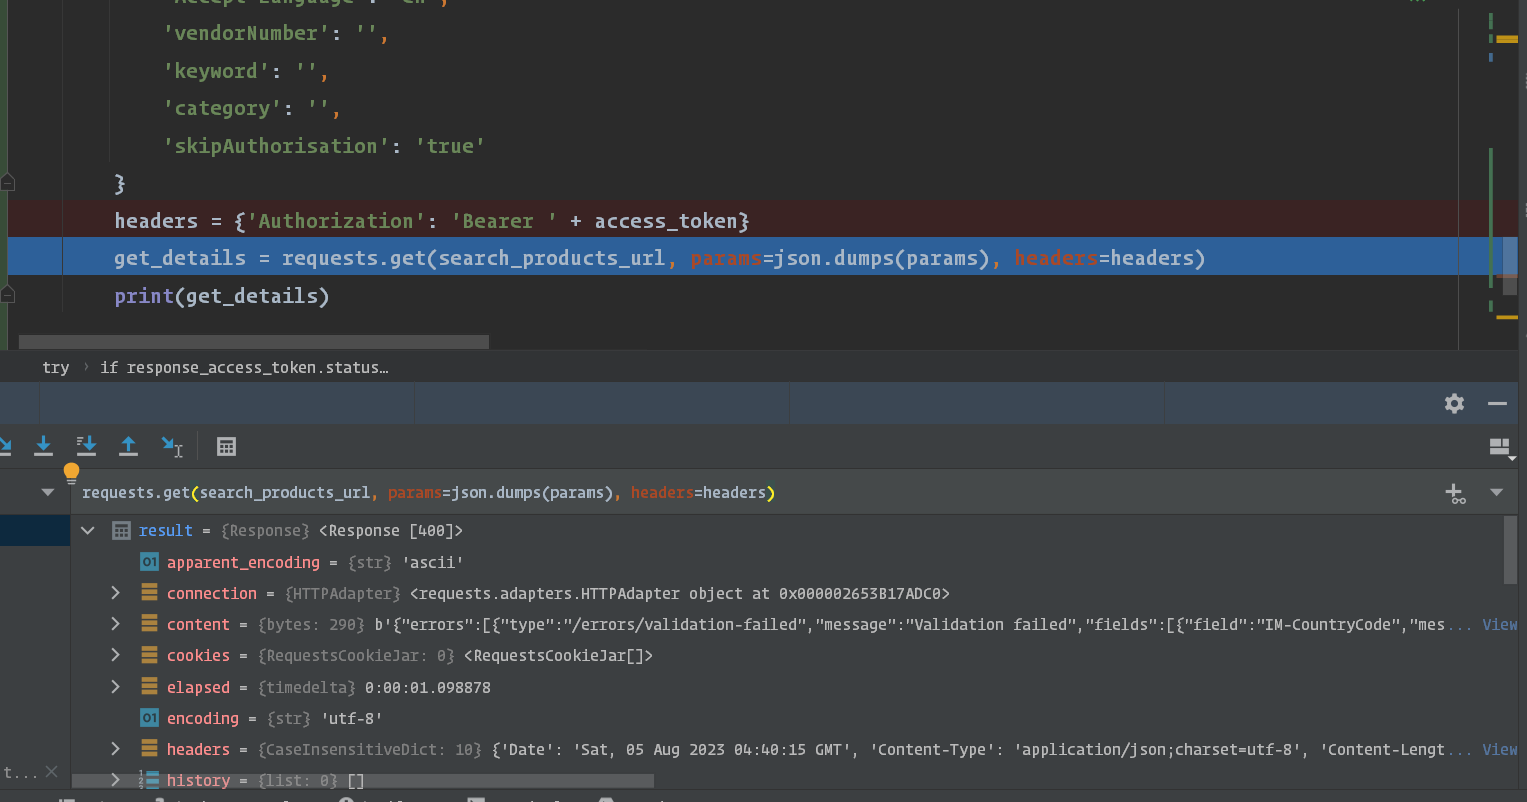 'vendorNumber': '',
'keyword': '',
'category': '',
'skipAuthorisation': 'true'
}
headers = {'Authorization': 'Bearer ' + access_token}
get_details = requests.get(search_products_url, params=json.dumps(params), headers=headers)
print(get_details)
try › if response_access_token.status…
requests.get(search_products_url, params=json.dumps(params), headers=headers)
result = {Response} <Response [400]>
01 apparent_encoding = {str} 'ascii'
connection = {HTTPAdapter} <requests.adapters.HTTPAdapter object at 0x000002653B17ADC0>
content = {bytes: 290} b'{"errors":[{"type":"/errors/validation-failed","message":"Validation failed","fields":[{"field":"IM-CountryCode","mes... View
cookies = {RequestsCookieJar: 0} <RequestsCookieJar[]>
elapsed = {timedelta} 0:00:01.098878
01 encoding = {str} 'utf-8'
headers = {CaseInsensitiveDict: 10} {'Date': 'Sat, 05 Aug 2023 04:40:15 GMT', 'Content-Type': 'application/json;charset=utf-8', 'Content-Lengt... View
t...
history = {list: 0} []